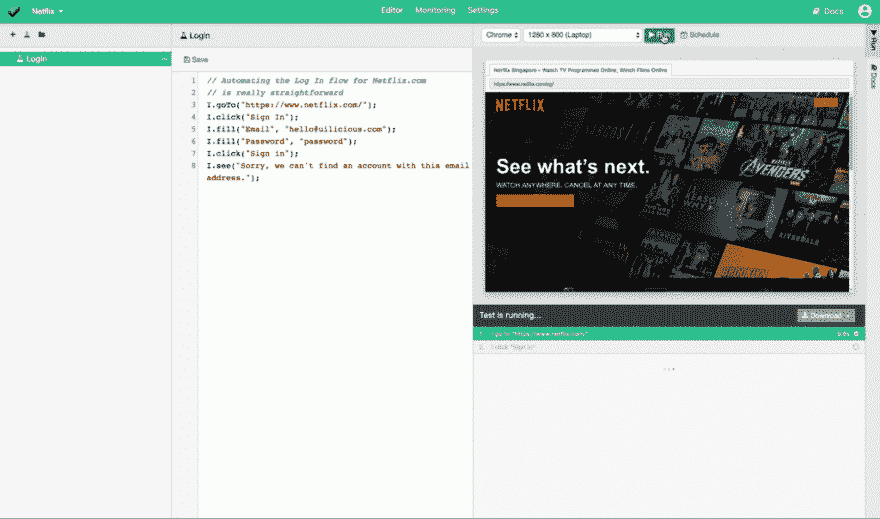 Netflix
Editor
Monitoring
Settings
Docs
Login
Login
Save
Chrome
1280 x 800 (Laptop)
Run
Schedule
Run
Docs
1 // Automating the Log In flow for Netflix.com
2 // is really straightforward
3 I.goTo("https://www.netflix.com/");
4 I.click("Sign In");
5 I.fill("Email", "hello@uilicious.com");
6 I.fill("Password", "password");
7 I.click("Sign in");
8 I.see("Sorry, we can't find an account with this email
address.");
Netflix Singapore - Watch TV Programmes Online, Watch Films Online
https://www.netflix.com/sg/
NETFLIX
See what's next.
WATCH ANYWHERE. CANCEL AT ANY TIME.
AVENGERS
Test is running...
Download
1. I go to "https://www.netflix.com/"
2. I click "Sign In"